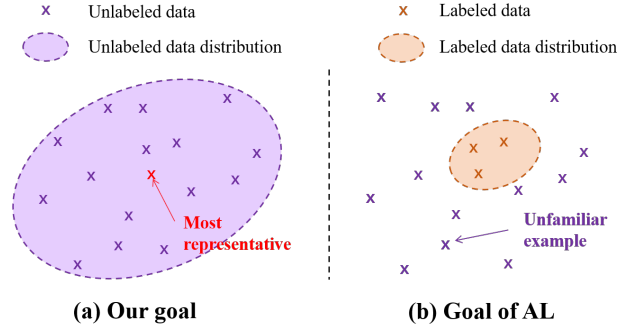 x Unlabeled data
Unlabeled data distribution
x Labeled data
Labeled data distribution
Most
representative
Unfamiliar
example
(a) Our goal
(b) Goal of AL